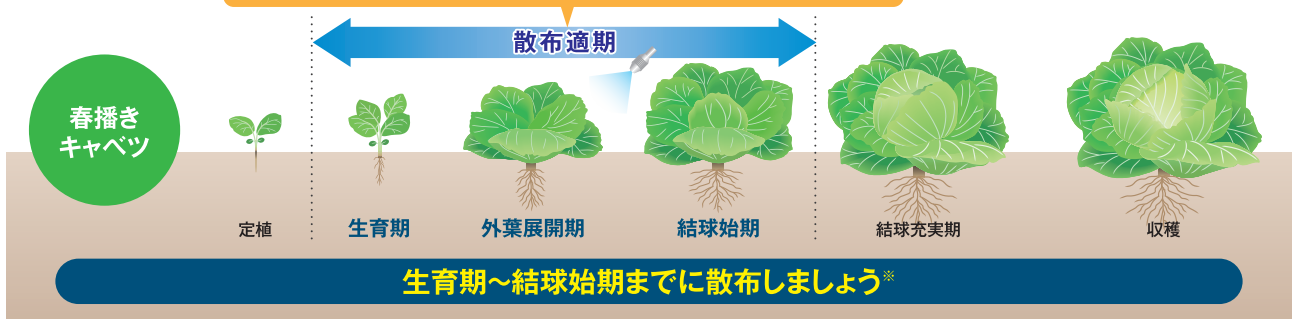 散布適期
春播き
キャベツ
定植
生育期
外葉展開期
結球始期
結球充実期
収穫
生育期～結球始期までに散布しましょう※